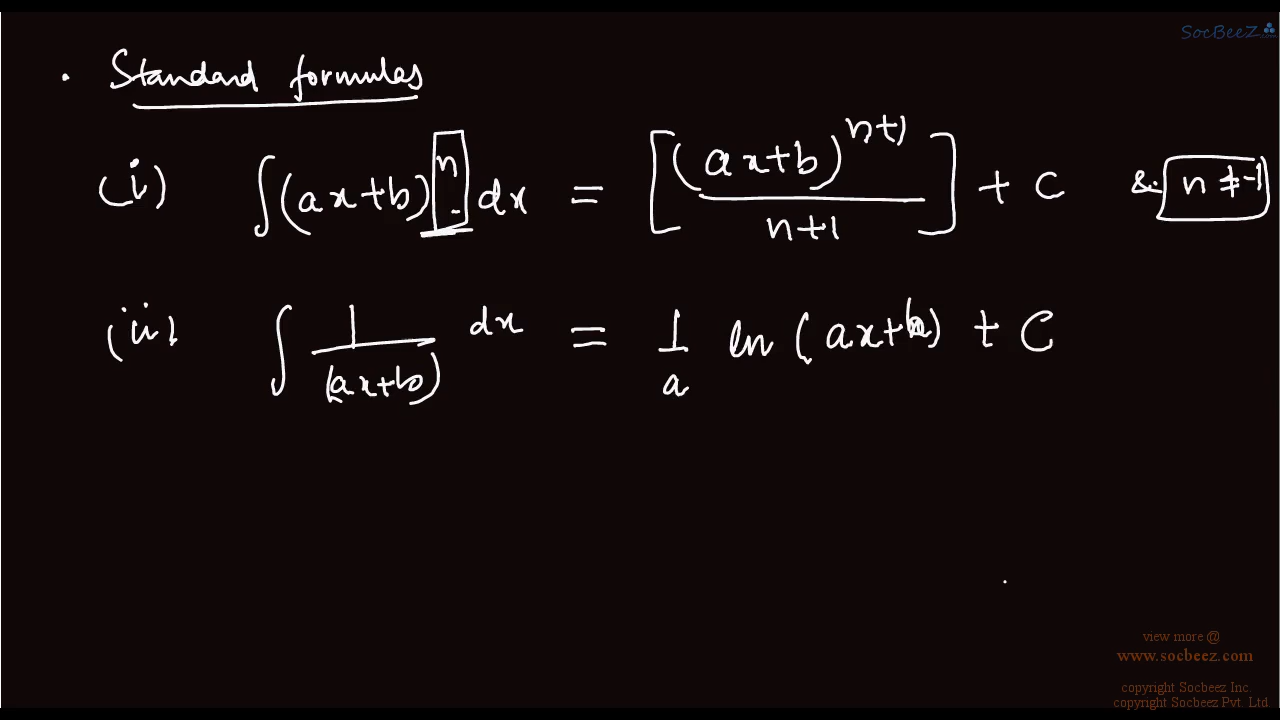 SocBeeZ
. Standard formules
(i) ∫(ax+b)^n dx = [(ax+b)^(n+1) / n+1] + C & n ≠ -1
(ii) ∫ 1/(ax+b) dx = 1/a ln (ax+b) + C
view more @
www.socbeez.com
copyright Socbeez Inc.
copyright Socbeez Pvt. Ltd.